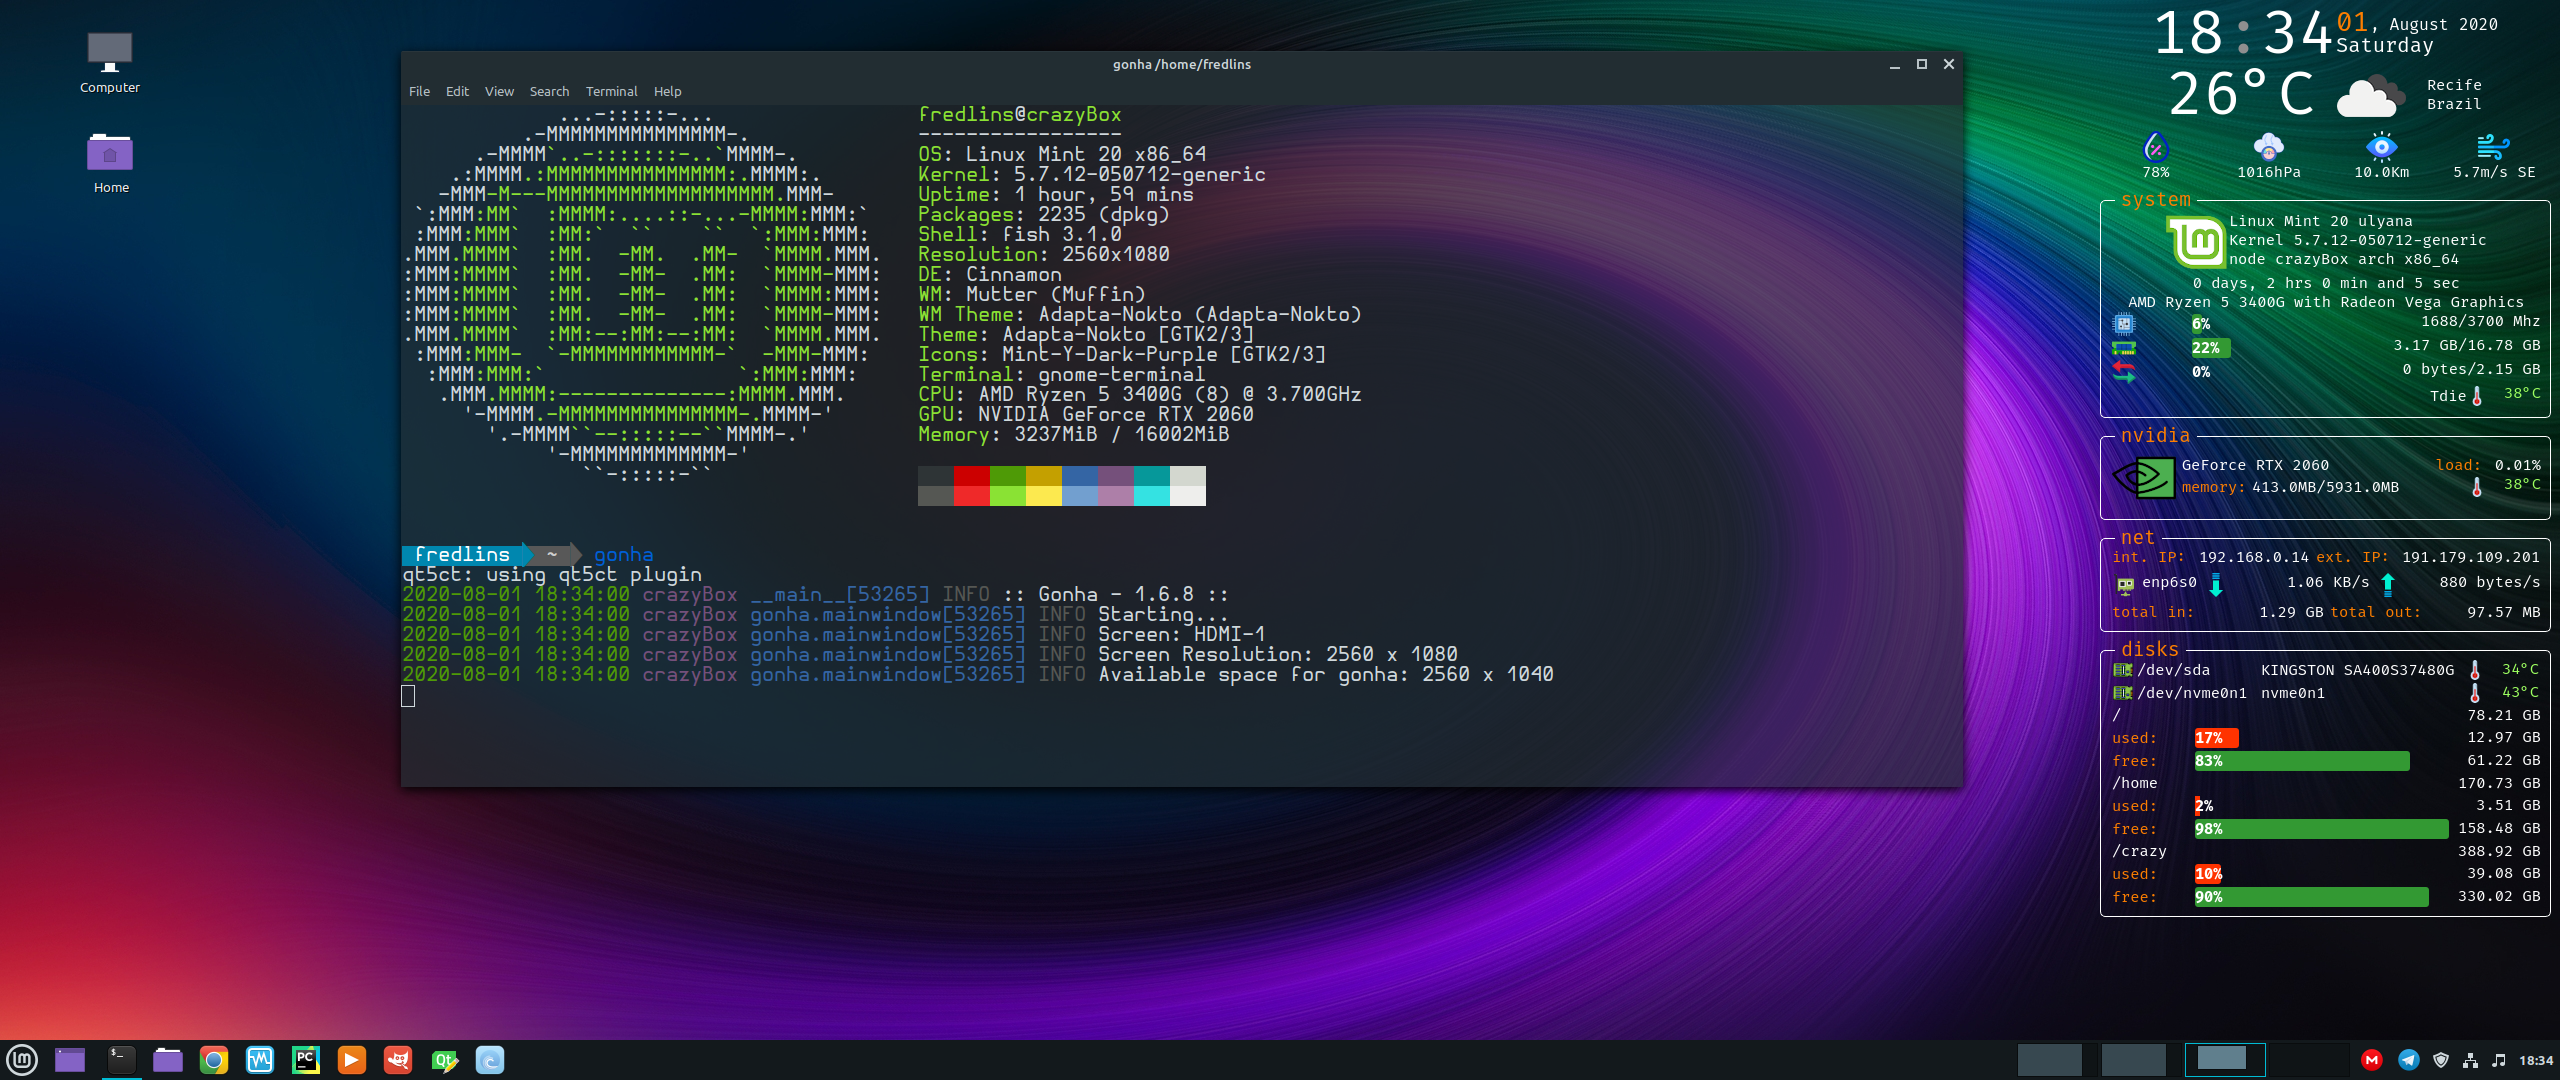 Computer
Home
gonha /home/fredlins
File Edit View Search Terminal Help
...-:::::-...
.-MMMMMMMMMMMMMMM-.
.-MMMM`..-:::::::-..`MMMM-.
.:MMMM.:MMMMMMMMMMMMMMM:.MMMM:.
-MMM-M---MMMMMMMMMMMMMMMMMMM.MMM-
`:MMM:MM`  :MMMM:....::-...-MMMM:MMM:`
:MMM:MMM`  :MM:`  ``    ``  `:MMM:MMM:
.MMM.MMMM`  :MM.  -MM.  .MM-  `MMMM.MMM.
:MMM:MMMM`  :MM.  -MM-  .MM:  `MMMM-MMM:
:MMM:MMMM`  :MM.  -MM-  .MM:  `MMMM:MMM:
:MMM:MMMM`  :MM.  -MM-  .MM:  `MMMM-MMM:
.MMM.MMMM`  :MM:--:MM:--:MM:  `MMMM.MMM.
:MMM:MMM-  `-MMMMMMMMMMMM-`  -MMM-MMM:
:MMM:MMM:`                `:MMM:MMM:
.MMM.MMMM:--------------:MMMM.MMM.
'-MMMM.-MMMMMMMMMMMMMMM-.MMMM-'
'.-MMMM``--:::::--``MMMM-.'
'-MMMMMMMMMMMMM-'
``-:::::-``
fredlins@crazyBox
-----------------
OS: Linux Mint 20 x86_64
Kernel: 5.7.12-050712-generic
Uptime: 1 hour, 59 mins
Packages: 2235 (dpkg)
Shell: fish 3.1.0
Resolution: 2560x1080
DE: Cinnamon
WM: Mutter (Muffin)
WM Theme: Adapta-Nokto (Adapta-Nokto)
Theme: Adapta-Nokto [GTK2/3]
Icons: Mint-Y-Dark-Purple [GTK2/3]
Terminal: gnome-terminal
CPU: AMD Ryzen 5 3400G (8) @ 3.700GHz
GPU: NVIDIA GeForce RTX 2060
Memory: 3237MiB / 16002MiB
fredlins ~ gonha
qt5ct: using qt5ct plugin
2020-08-01 18:34:00 crazyBox __main__[53265] INFO :: Gonha - 1.6.8 ::
2020-08-01 18:34:00 crazyBox gonha.mainwindow[53265] INFO Starting...
2020-08-01 18:34:00 crazyBox gonha.mainwindow[53265] INFO Screen: HDMI-1
2020-08-01 18:34:00 crazyBox gonha.mainwindow[53265] INFO Screen Resolution: 2560 x 1080
2020-08-01 18:34:00 crazyBox gonha.mainwindow[53265] INFO Available space for gonha: 2560 x 1040
18:34 01, August 2020
Saturday
26°C Recife
Brazil
78% 1016hPa 10.0Km 5.7m/s SE
system
Linux Mint 20 ulyana
Kernel 5.7.12-050712-generic
node crazyBox arch x86_64
0 days, 2 hrs 0 min and 5 sec
AMD Ryzen 5 3400G with Radeon Vega Graphics
6% 1688/3700 Mhz
22% 3.17 GB/16.78 GB
0% 0 bytes/2.15 GB
Tdie 38°C
nvidia
GeForce RTX 2060 load: 0.01%
memory: 413.0MB/5931.0MB 38°C
net
int. IP: 192.168.0.14 ext. IP: 191.179.109.201
enp6s0 1.06 KB/s 880 bytes/s
total in: 1.29 GB total out: 97.57 MB
disks
/dev/sda KINGSTON SA400S37480G 34°C
/dev/nvme0n1 nvme0n1 43°C
/ 78.21 GB
used: 17% 12.97 GB
free: 83% 61.22 GB
/home 170.73 GB
used: 2% 3.51 GB
free: 98% 158.48 GB
/crazy 388.92 GB
used: 10% 39.08 GB
free: 90% 330.02 GB
$_ PC Qt M 18:34